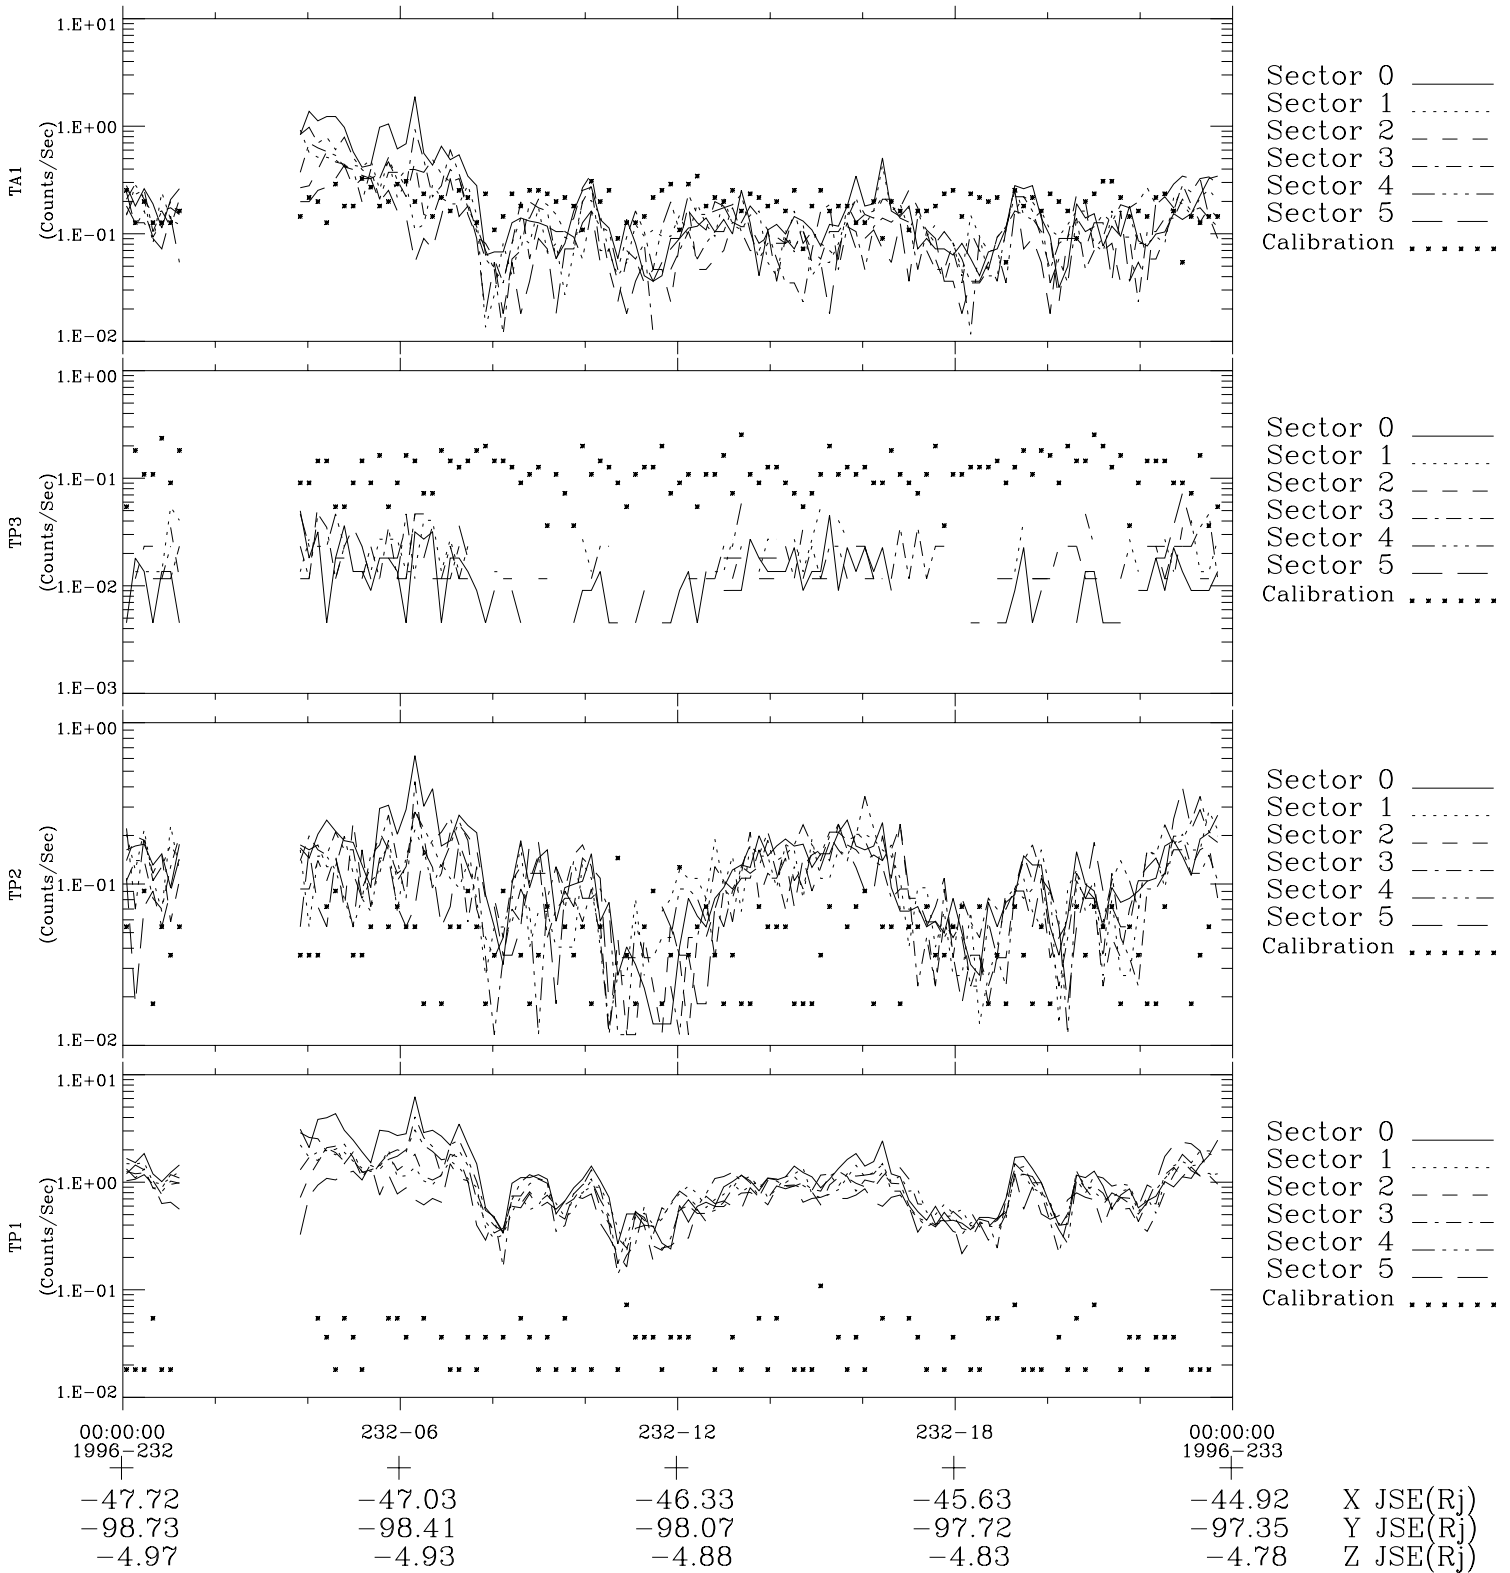 1.E+01
1.E+00
1.E-01
1.E-02
TA1
(Counts/Sec)
Sector 0
Sector 1
Sector 2
Sector 3
Sector 4
Sector 5
Calibration
1.E+00
1.E-01
1.E-02
1.E-03
TP3
(Counts/Sec)
Sector 0
Sector 1
Sector 2
Sector 3
Sector 4
Sector 5
Calibration
1.E+00
1.E-01
1.E-02
TP2
(Counts/Sec)
Sector 0
Sector 1
Sector 2
Sector 3
Sector 4
Sector 5
Calibration
1.E+01
1.E+00
1.E-01
1.E-02
TP1
(Counts/Sec)
Sector 0
Sector 1
Sector 2
Sector 3
Sector 4
Sector 5
Calibration
00:00:00 232-06 232-12 232-18 00:00:00
1996-232 1996-233
-47.72 -47.03 -46.33 -45.63 -44.92 X JSE(Rj)
-98.73 -98.41 -98.07 -97.72 -97.35 Y JSE(Rj)
-4.97 -4.93 -4.88 -4.83 -4.78 Z JSE(Rj)